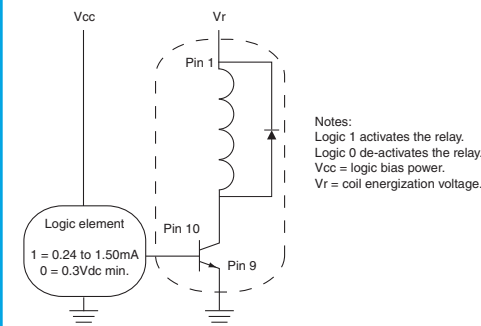 Vcc
Vr
Pin 1
Notes:
Logic 1 activates the relay.
Logic 0 de-activates the relay.
Vcc = logic bias power.
Vr = coil energization voltage.
Logic element
1 = 0.24 to 1.50mA
0 = 0.3Vdc min.
Pin 10
Pin 9